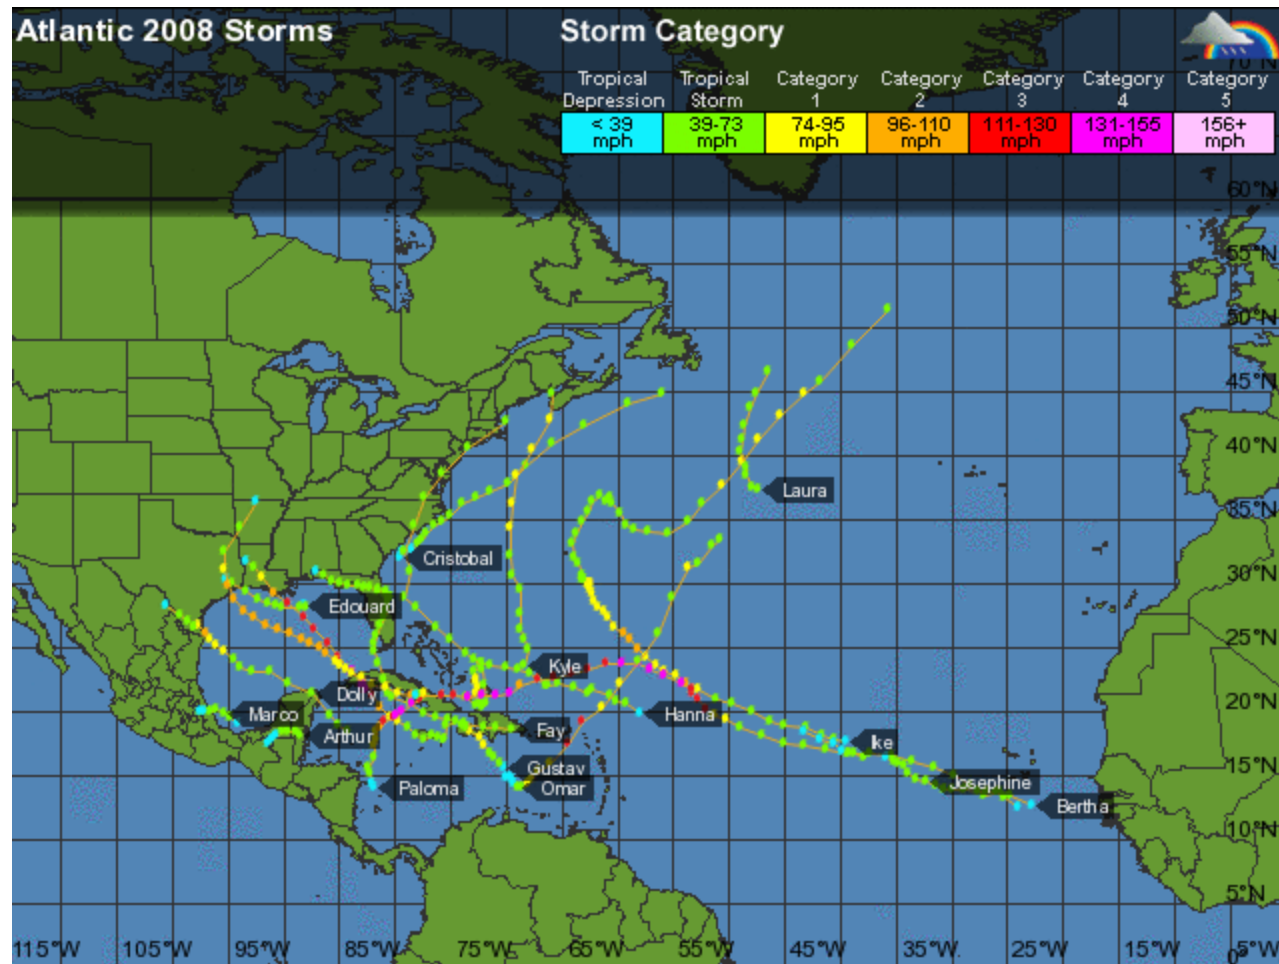 Atlantic 2008 Storms
Storm Category
Tropical Depression
Tropical Storm
Category 1
Category 2
Category 3
Category 4
Category 5
< 39 mph
39-73 mph
74-95 mph
96-110 mph
111-130 mph
131-155 mph
156+ mph
70°N
60°N
55°N
50°N
45°N
40°N
35°N
30°N
25°N
20°N
15°N
10°N
5°N
0°
Laura
Cristobal
Edouard
Kyle
Dolly
Marco
Hanna
Arthur
Fay
Ike
Gustav
Paloma
Omar
Josephine
Bertha
115°W
105°W
95°W
85°W
75°W
65°W
55°W
45°W
35°W
25°W
15°W
5°W